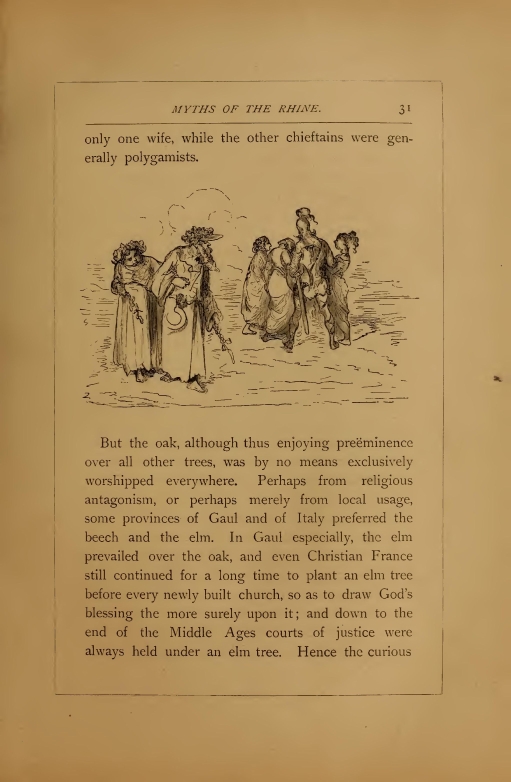 MYTHS OF THE RHINE. 31
only one wife, while the other chieftains were gen-
erally polygamists.
But the oak, although thus enjoying preëminence
over all other trees, was by no means exclusively
worshipped everywhere. Perhaps from religious
antagonism, or perhaps merely from local usage,
some provinces of Gaul and of Italy preferred the
beech and the elm. In Gaul especially, the elm
prevailed over the oak, and even Christian France
still continued for a long time to plant an elm tree
before every newly built church, so as to draw God's
blessing the more surely upon it; and down to the
end of the Middle Ages courts of justice were
always held under an elm tree. Hence the curious